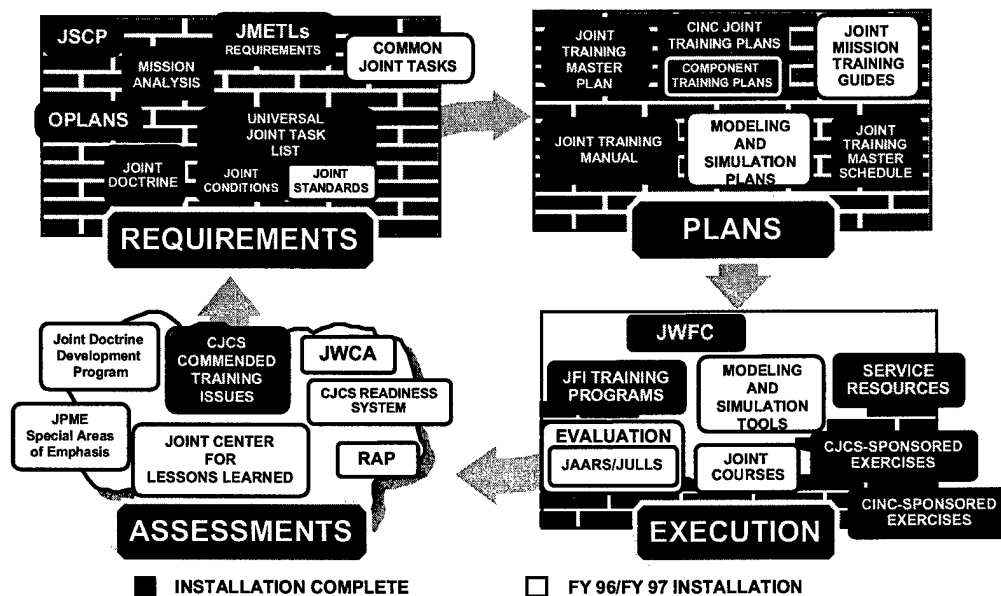 JSCP
JMETLs
REQUIREMENTS
COMMON
JOINT TASKS
MISSION
ANALYSIS
OPLANS
UNIVERSAL
JOINT TASK
LIST
JOINT
DOCTRINE
JOINT
CONDITIONS
JOINT
STANDARDS
REQUIREMENTS
JOINT
TRAINING
MASTER
PLAN
CINC JOINT
TRAINING PLANS
COMPONENT
TRAINING PLANS
JOINT
MIISSION
TRAINING
GUIDES
JOINT TRAINING
MANUAL
MODELING
AND
SIMULATION
PLANS
JOINT
TRAINING
MASTER
SCHEDULE
PLANS
Joint Doctrine
Development
Program
CJCS
COMMENDED
TRAINING
ISSUES
JWCA
CJCS READINESS
SYSTEM
JPME
Special Areas
of Emphasis
JOINT CENTER
FOR
LESSONS LEARNED
RAP
ASSESSMENTS
JWFC
JFI TRAINING
PROGRAMS
MODELING
AND
SIMULATION
TOOLS
SERVICE
RESOURCES
EVALUATION
JAARS/JULLS
JOINT
COURSES
CJCS-SPONSORED
EXERCISES
CINC-SPONSORED
EXERCISES
EXECUTION
INSTALLATION COMPLETE
FY 96/FY 97 INSTALLATION